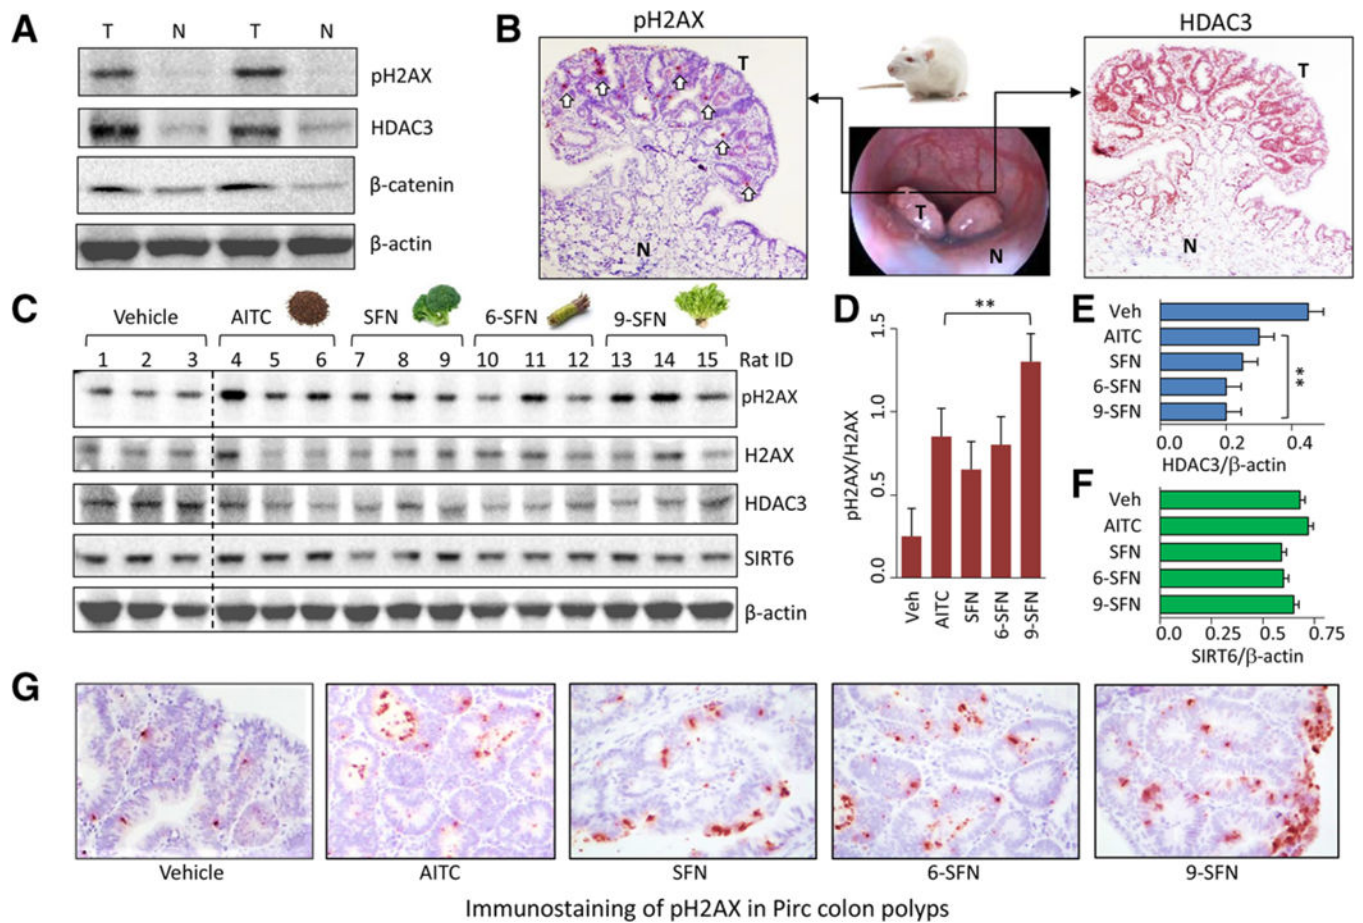 A
T N T N
pH2AX
HDAC3
β-catenin
β-actin
B
pH2AX
HDAC3
T
T
T
N
N
N
C
Vehicle AITC SFN 6-SFN 9-SFN
1 2 3 4 5 6 7 8 9 10 11 12 13 14 15 Rat ID
pH2AX
H2AX
HDAC3
SIRT6
β-actin
D
**
1.5
1.0
0.5
0.0
pH2AX/H2AX
Veh AITC SFN 6-SFN 9-SFN
E
Veh
AITC
SFN
6-SFN
9-SFN
**
0.0 0.2 0.4
HDAC3/β-actin
F
Veh
AITC
SFN
6-SFN
9-SFN
0.0 0.25 0.5 0.75
SIRT6/β-actin
G
Vehicle AITC SFN 6-SFN 9-SFN
Immunostaining of pH2AX in Pirc colon polyps